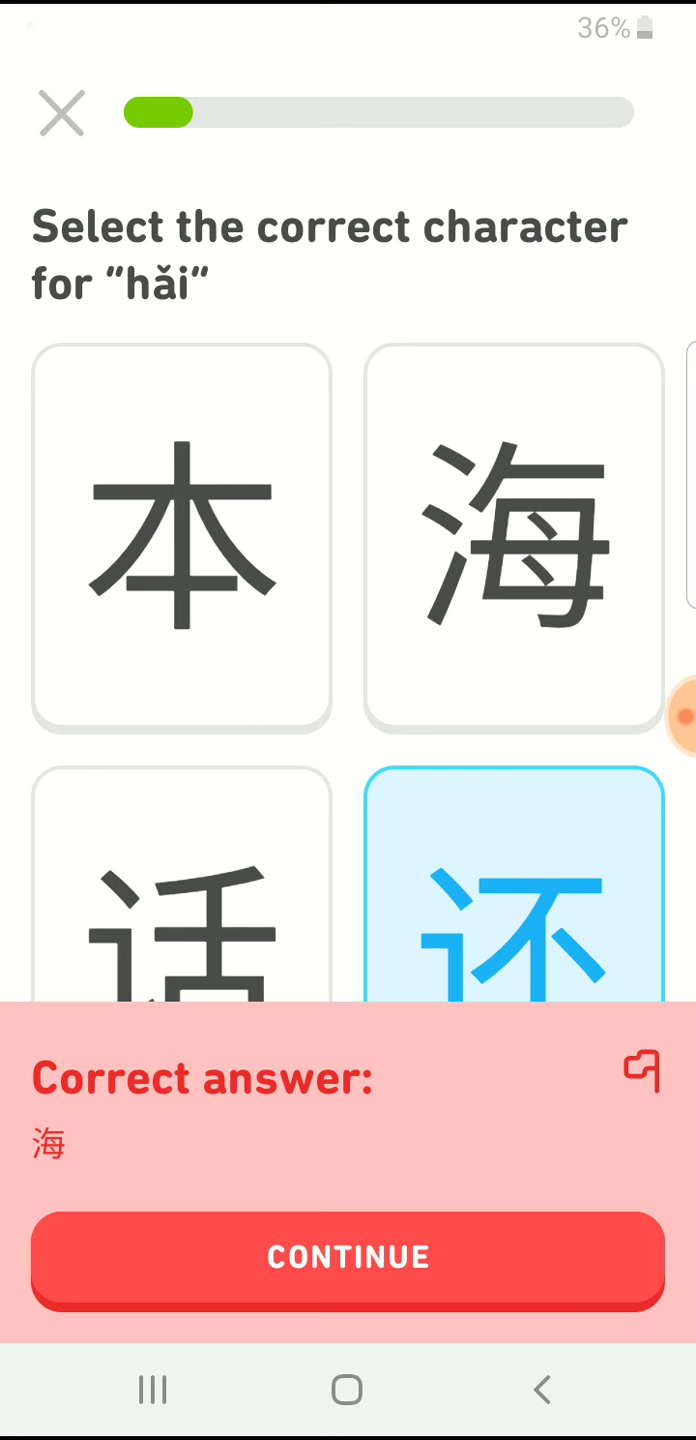 36%
Select the correct character
for "hǎi"
本
海
话
还
Correct answer:
海
CONTINUE